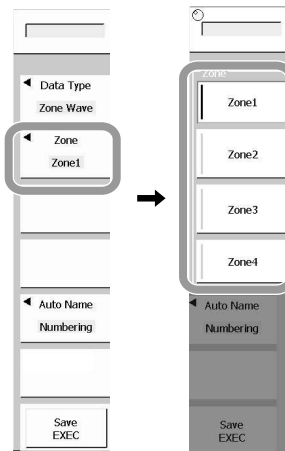 Data Type
Zone Wave
Zone
Zone1
Auto Name
Numbering
Save
EXEC
Zone
Zone1
Zone2
Zone3
Zone4
Auto Name
Numbering
Save
EXEC